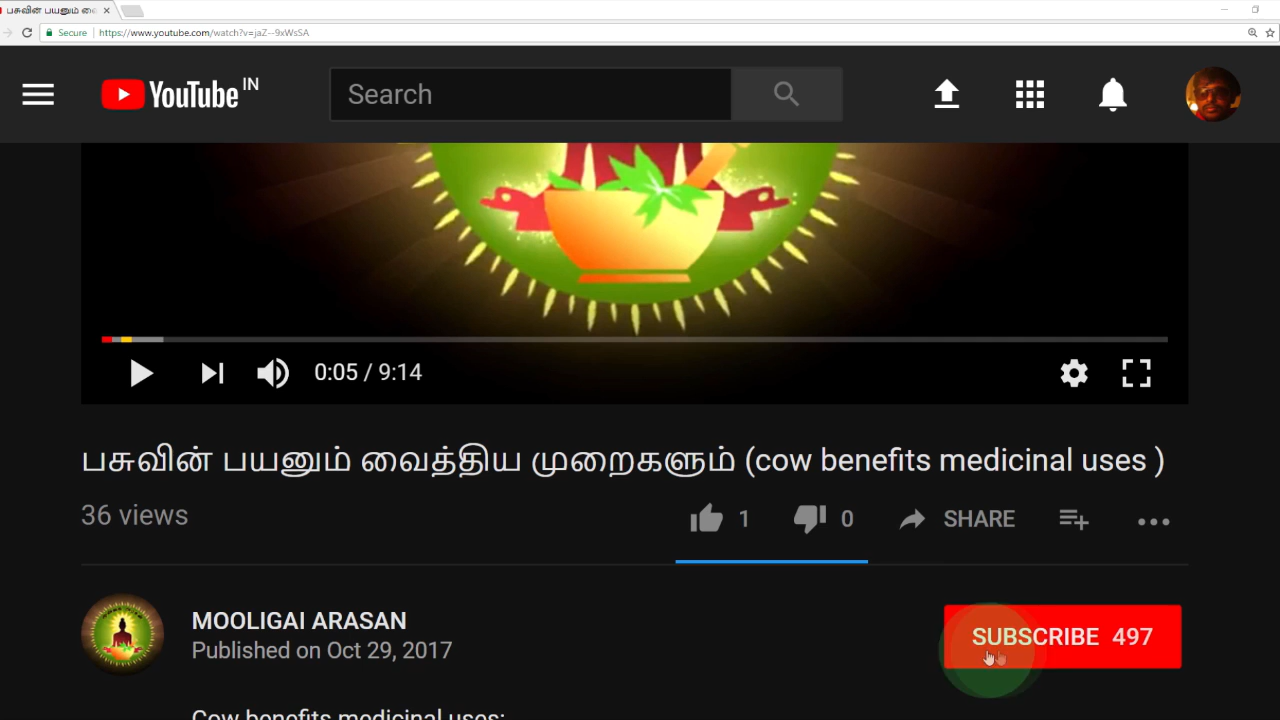 பசுவின் பயனும் வை
Secure https://www.youtube.com/watch?v=jaZ--9xWsSA
YouTube IN
Search
0:05 / 9:14
பசுவின் பயனும் வைத்திய முறைகளும் (cow benefits medicinal uses )
36 views
1 0 SHARE
MOOLIGAI ARASAN
SUBSCRIBE 497
Published on Oct 29, 2017
Cow benefits medicinal uses: